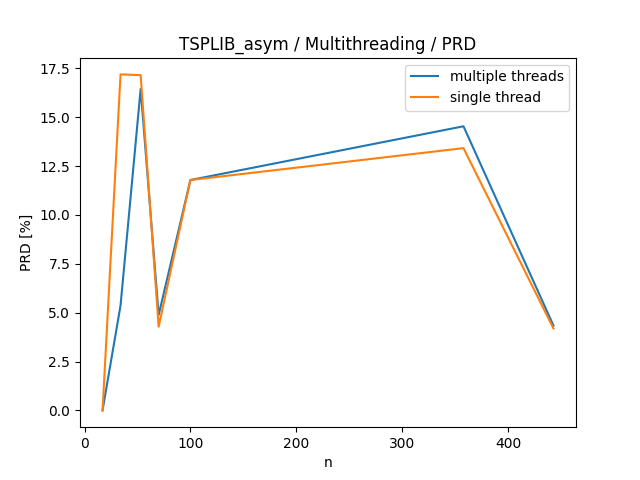 TSPLIB_asym / Multithreading / PRD
multiple threads
single thread
PRD [%]
17.5
15.0
12.5
10.0
7.5
5.0
2.5
0.0
0 100 200 300 400
n